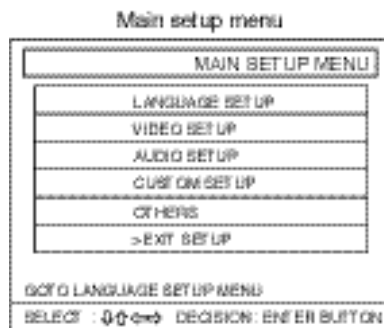 Main setup menu
MAIN SETUP MENU
LANGUAGE SETUP
VIDEO SETUP
AUDIO SETUP
CUSTOM SETUP
OTHERS
>EXIT SETUP
GOTO LANGUAGE SETUP MENU
SELECT : ⇩⇧⇦⇨ DECISION: ENTER BUTTON